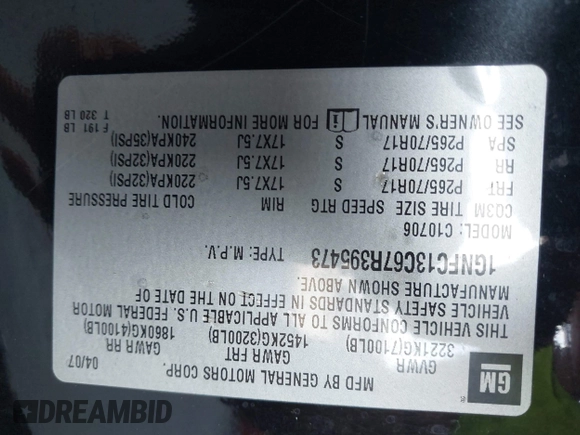 GM
MFD BY GENERAL MOTORS CORP. 04/07
GVWR GAWR FRT GAWR RR
3221KG(7100LB) 1452KG(3200LB) 1860KG(4100LB)
THIS VEHICLE CONFORMS TO ALL APPLICABLE U.S. FEDERAL MOTOR
VEHICLE SAFETY STANDARDS IN EFFECT ON THE DATE OF
MANUFACTURE SHOWN ABOVE.
1GNFC13C67R395473 TYPE: M.P.V.
MODEL: C10706
C03M TIRE SIZE SPEED RTG RIM COLD TIRE PRESSURE
FRT P265/70R17 S 17X7.5J 220KPA(32PSI)
RR P265/70R17 S 17X7.5J 220KPA(32PSI)
SPA P265/70R17 S 17X7.5J 240KPA(35PSI)
SEE OWNER'S MANUAL FOR MORE INFORMATION.
F 191 LB
T 320 LB
DREAMBID